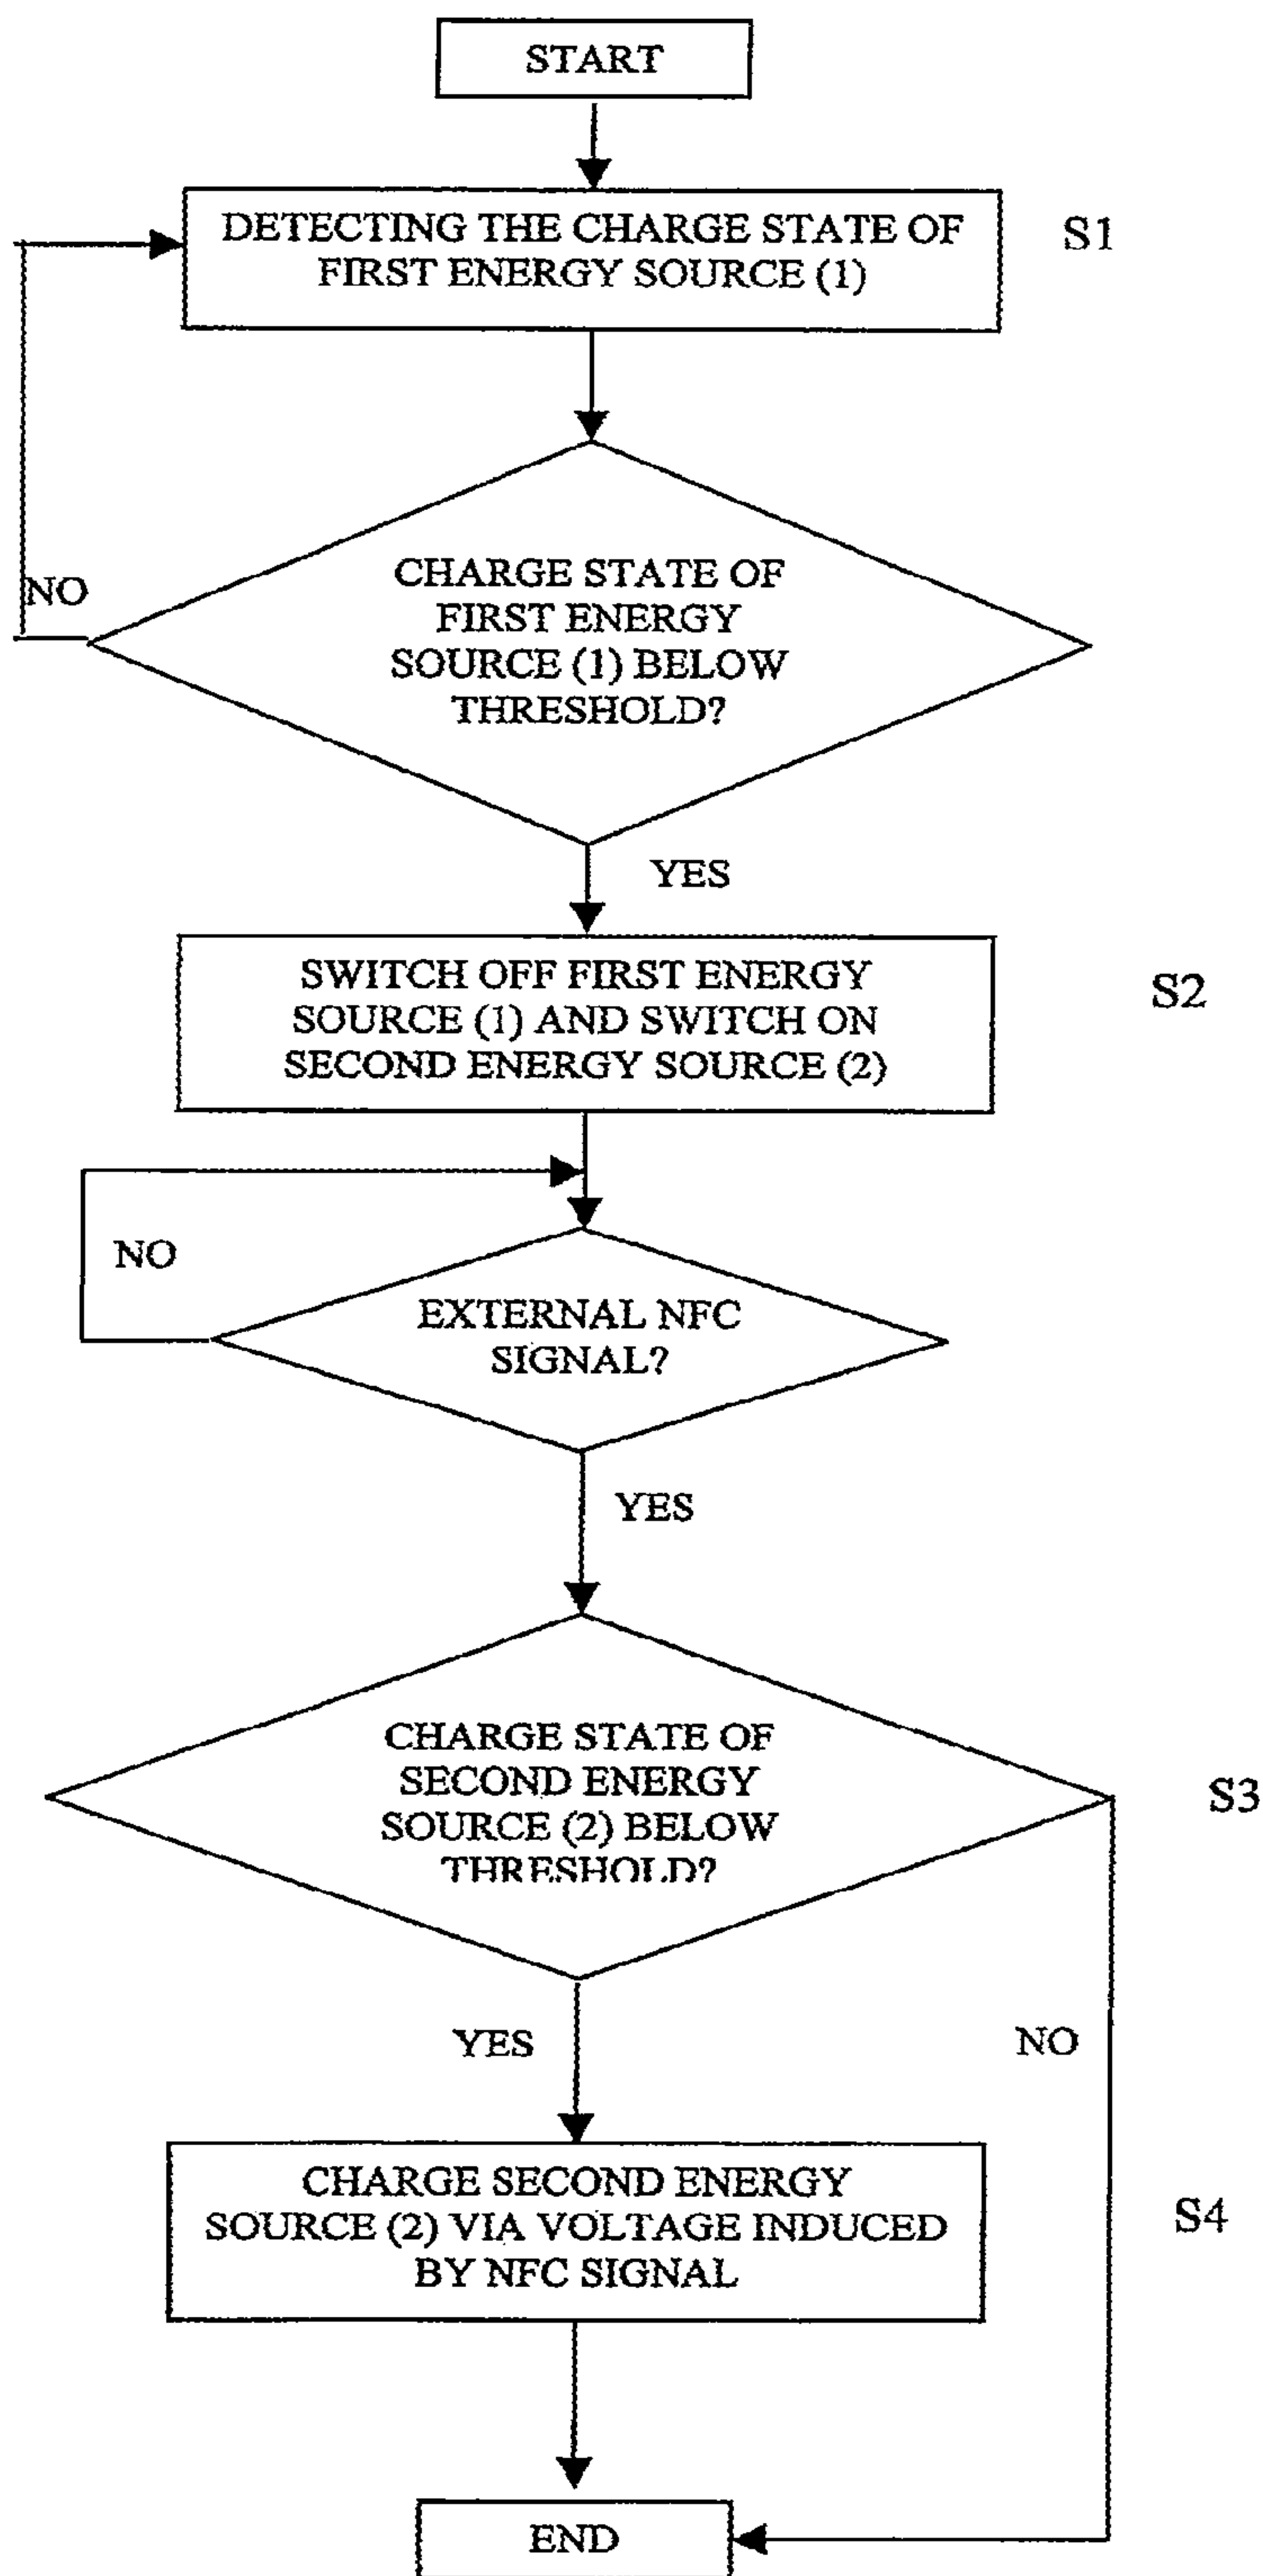 START
DETECTING THE CHARGE STATE OF
FIRST ENERGY SOURCE (1)
S1
CHARGE STATE OF
FIRST ENERGY
SOURCE (1) BELOW
THRESHOLD?
NO
YES
SWITCH OFF FIRST ENERGY
SOURCE (1) AND SWITCH ON
SECOND ENERGY SOURCE (2)
S2
NO
EXTERNAL NFC
SIGNAL?
YES
CHARGE STATE OF
SECOND ENERGY
SOURCE (2) BELOW
THRESHOLD?
S3
YES
NO
CHARGE SECOND ENERGY
SOURCE (2) VIA VOLTAGE INDUCED
BY NFC SIGNAL
S4
END